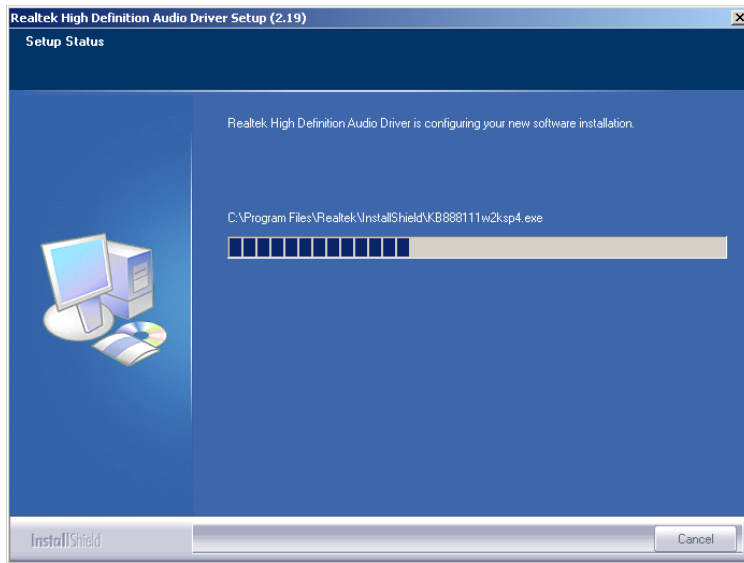 Realtek High Definition Audio Driver Setup (2.19)
Setup Status
Realtek High Definition Audio Driver is configuring your new software installation.
C:\Program Files\Realtek\InstallShield\KB888111w2ksp4.exe
InstallShield
Cancel